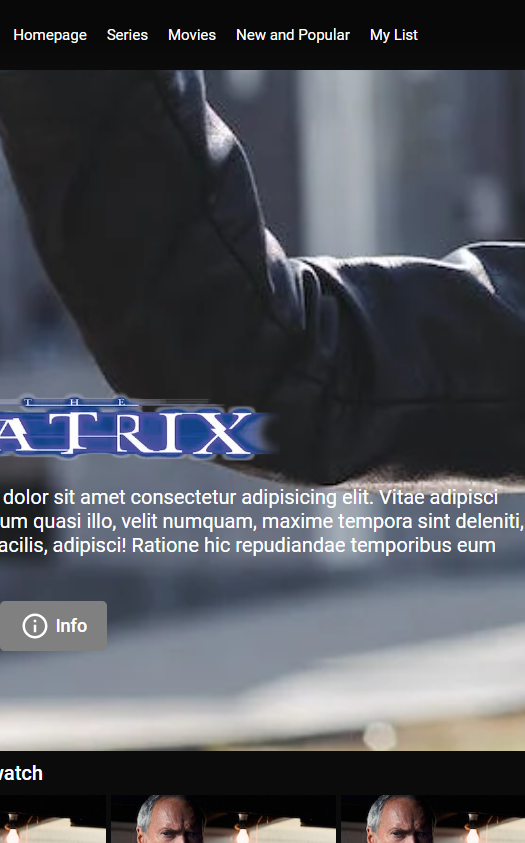 Homepage Series Movies New and Popular My List
THE
ATRIX
dolor sit amet consectetur adipisicing elit. Vitae adipisci
um quasi illo, velit numquam, maxime tempora sint deleniti,
acilis, adipisci! Ratione hic repudiandae temporibus eum
Info
watch